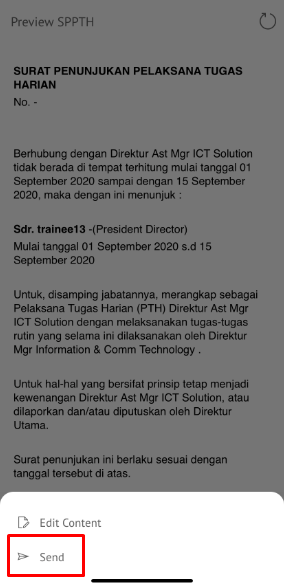 Preview SPPTH
SURAT PENUNJUKAN PELAKSANA TUGAS
HARIAN
No. -
Berhubung dengan Direktur Ast Mgr ICT Solution
tidak berada di tempat terhitung mulai tanggal 01
September 2020 sampai dengan 15 September
2020, maka dengan ini menunjuk :
Sdr. trainee13 -(President Director)
Mulai tanggal 01 September 2020 s.d 15
September 2020
Untuk, disamping jabatannya, merangkap sebagai
Pelaksana Tugas Harian (PTH) Direktur Ast Mgr
ICT Solution dengan melaksanakan tugas-tugas
rutin yang selama ini dilaksanakan oleh Direktur
Mgr Information & Comm Technology .
Untuk hal-hal yang bersifat prinsip tetap menjadi
kewenangan Direktur Ast Mgr ICT Solution, atau
dilaporkan dan/atau diputuskan oleh Direktur
Utama.
Surat penunjukan ini berlaku sesuai dengan
tanggal tersebut di atas.
Edit Content
Send